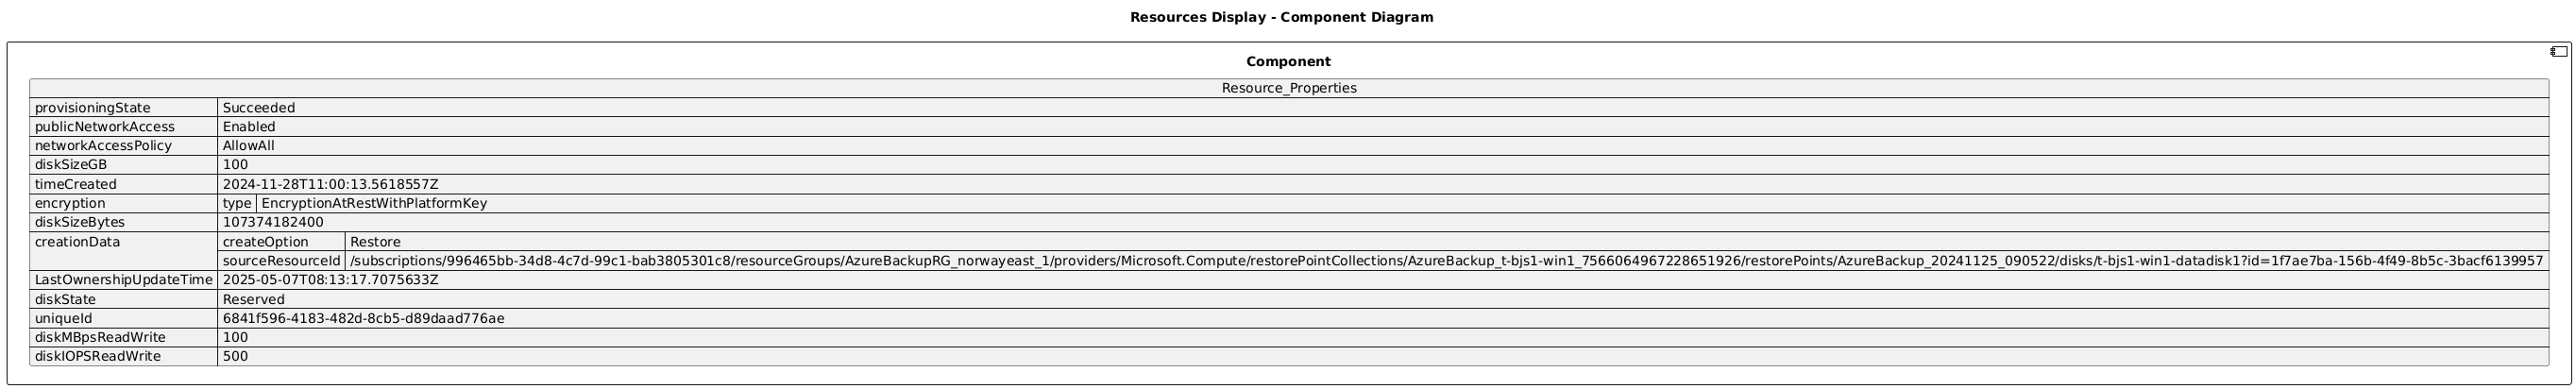 Resources Display - Component Diagram
Component
Resource_Properties
provisioningState Succeeded
publicNetworkAccess Enabled
networkAccessPolicy AllowAll
diskSizeGB 100
timeCreated 2024-11-28T11:00:13.5618557Z
encryption type EncryptionAtRestWithPlatformKey
diskSizeBytes 107374182400
creationData createOption Restore
sourceResourceId /subscriptions/996465bb-34d8-4c7d-99c1-bab3805301c8/resourceGroups/AzureBackupRG_norwayeast_1/providers/Microsoft.Compute/restorePointCollections/AzureBackup_t-bjs1-win1_7566064967228651926/restorePoints/AzureBackup_20241125_090522/disks/t-bjs1-win1-datadisk1?id=1f7ae7ba-156b-4f49-8b5c-3bacf6139957
LastOwnershipUpdateTime 2025-05-07T08:13:17.7075633Z
diskState Reserved
uniqueId 6841f596-4183-482d-8cb5-d89daad776ae
diskMBpsReadWrite 100
diskIOPSReadWrite 500